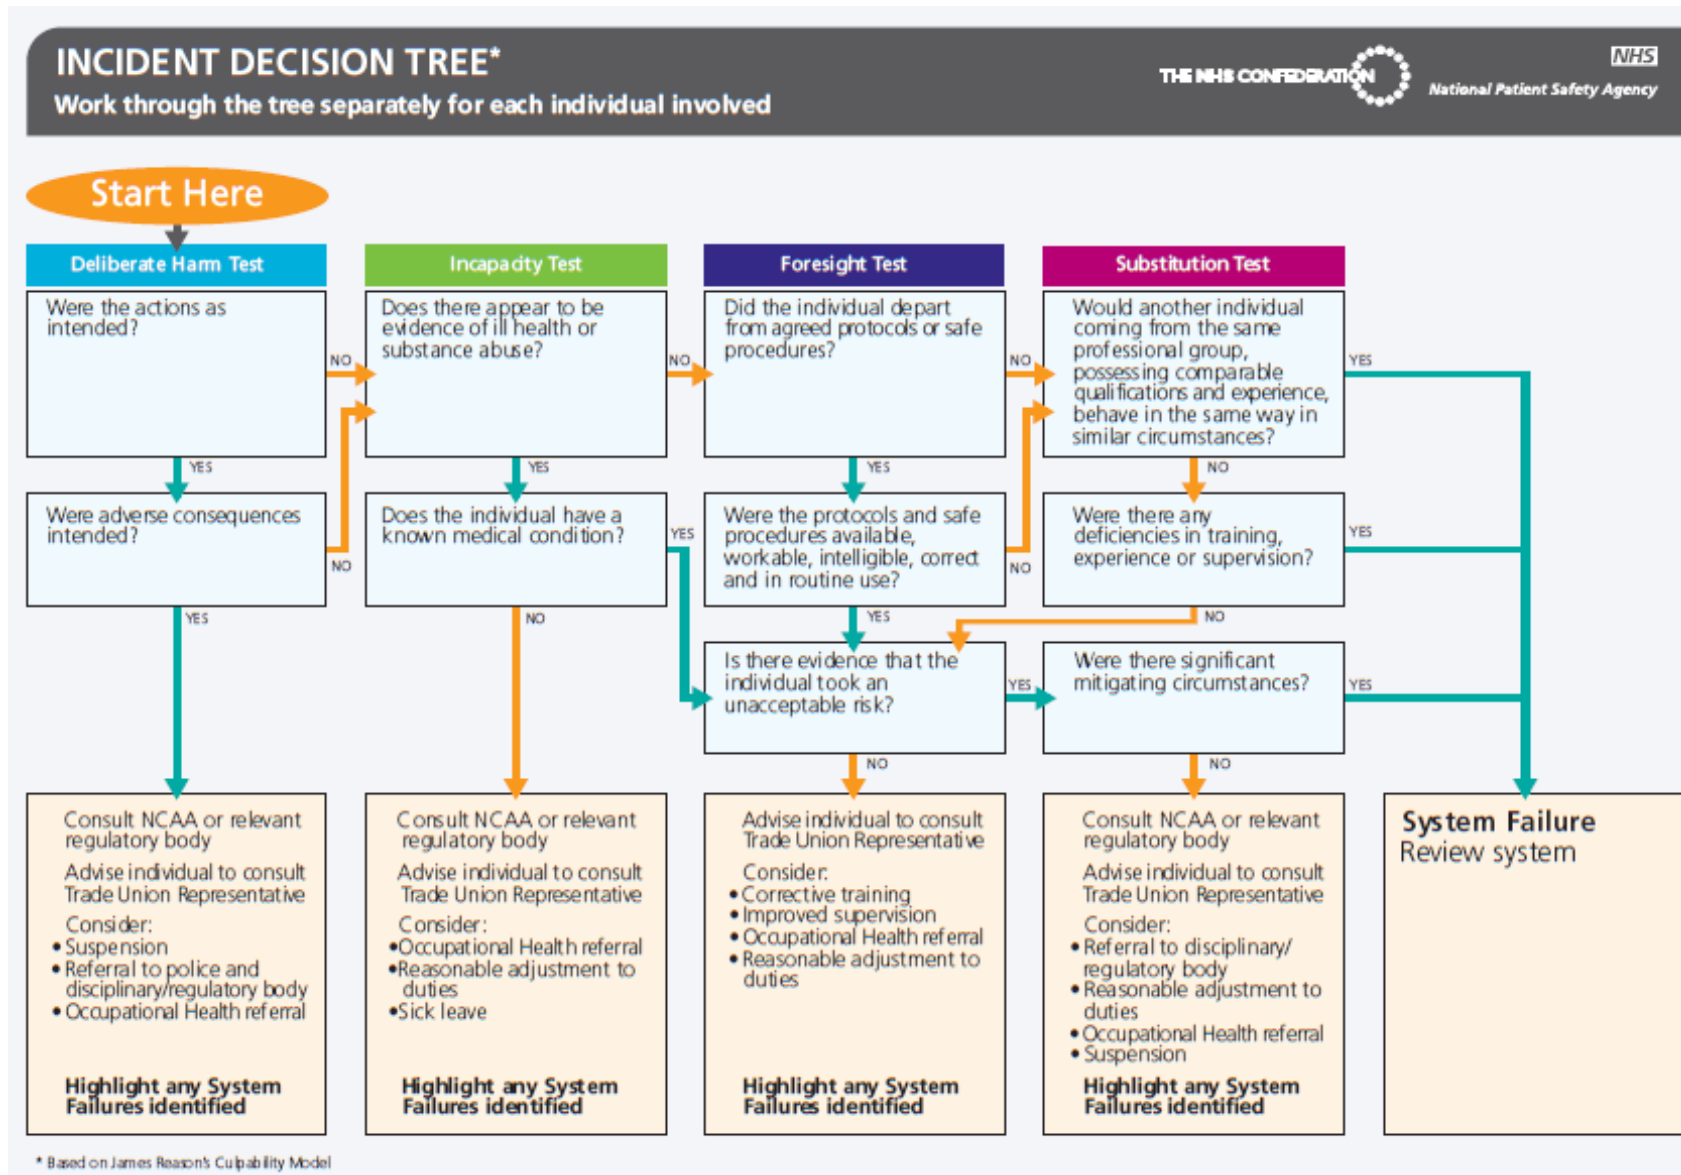 INCIDENT DECISION TREE*
Work through the tree separately for each individual involved
THE NHS CONFEDERATION
NHS
National Patient Safety Agency
Start Here
Deliberate Harm Test
Were the actions as
intended?
NO
YES
Were adverse consequences
intended?
NO
YES
Consult NCAA or relevant
regulatory body
Advise individual to consult
Trade Union Representative
Consider:
• Suspension
• Referral to police and
disciplinary/regulatory body
• Occupational Health referral
Highlight any System
Failures identified
Incapacity Test
Does there appear to be
evidence of ill health or
substance abuse?
NO
YES
Does the individual have a
known medical condition?
YES
NO
Consult NCAA or relevant
regulatory body
Advise individual to consult
Trade Union Representative
Consider:
• Occupational Health referral
• Reasonable adjustment to
duties
• Sick leave
Highlight any System
Failures identified
Foresight Test
Did the individual depart
from agreed protocols or safe
procedures?
NO
YES
Were the protocols and safe
procedures available,
workable, intelligible, correct
and in routine use?
NO
YES
Is there evidence that the
individual took an
unacceptable risk?
YES
NO
Advise individual to consult
Trade Union Representative
Consider:
• Corrective training
• Improved supervision
• Occupational Health referral
• Reasonable adjustment to
duties
Highlight any System
Failures identified
Substitution Test
Would another individual
coming from the same
professional group,
possessing comparable
qualifications and experience,
behave in the same way in
similar circumstances?
YES
NO
Were there any
deficiencies in training,
experience or supervision?
YES
NO
Were there significant
mitigating circumstances?
YES
NO
Consult NCAA or relevant
regulatory body
Advise individual to consult
Trade Union Representative
Consider:
• Referral to disciplinary/
regulatory body
• Reasonable adjustment to
duties
• Occupational Health referral
• Suspension
Highlight any System
Failures identified
System Failure
Review system
* Based on James Reason's Culpability Model